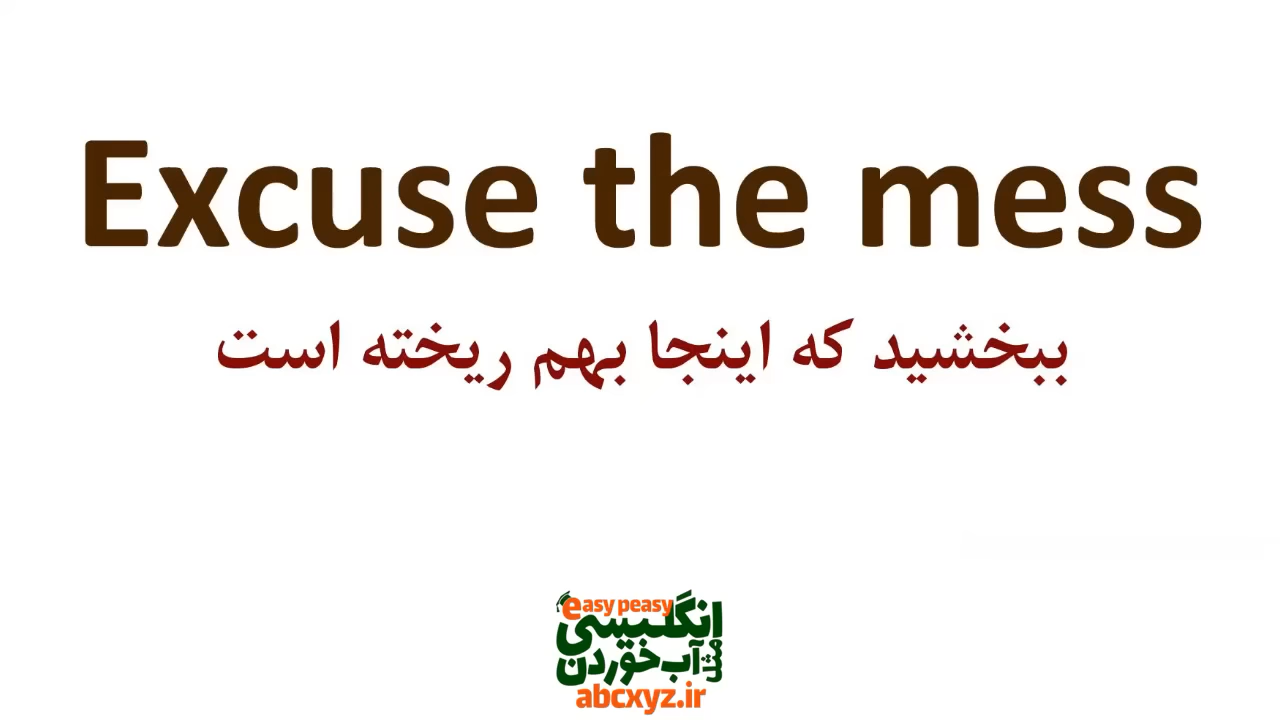 Excuse the mess
ببخشید که اینجا بهم ریخته است
easy peasy
انگلیسی
مثل آب خوردن
abcxyz.ir